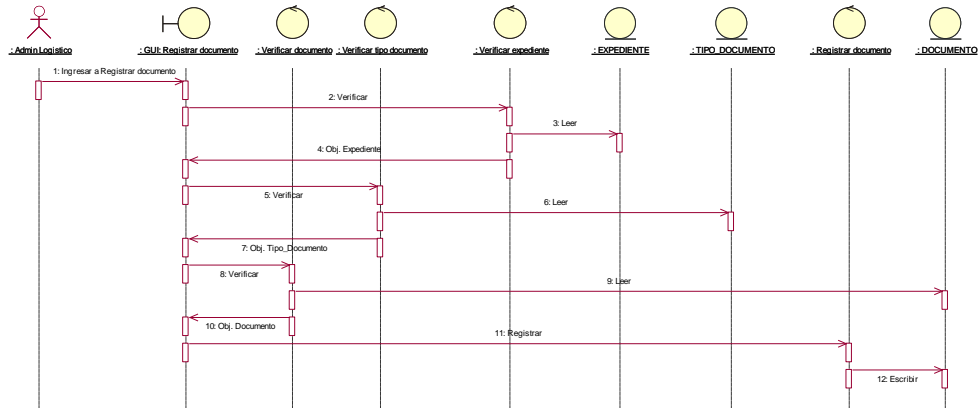 : Admin Logistico
: GUI: Registrar documento
: Verificar documento
: Verificar tipo documento
: Verificar expediente
: EXPEDIENTE
: TIPO_DOCUMENTO
: Registrar documento
: DOCUMENTO
1: Ingresar a Registrar documento
2: Verificar
3: Leer
4: Obj. Expediente
5: Verificar
6: Leer
7: Obj. Tipo_Documento
8: Verificar
9: Leer
10: Obj. Documento
11: Registrar
12: Escribir